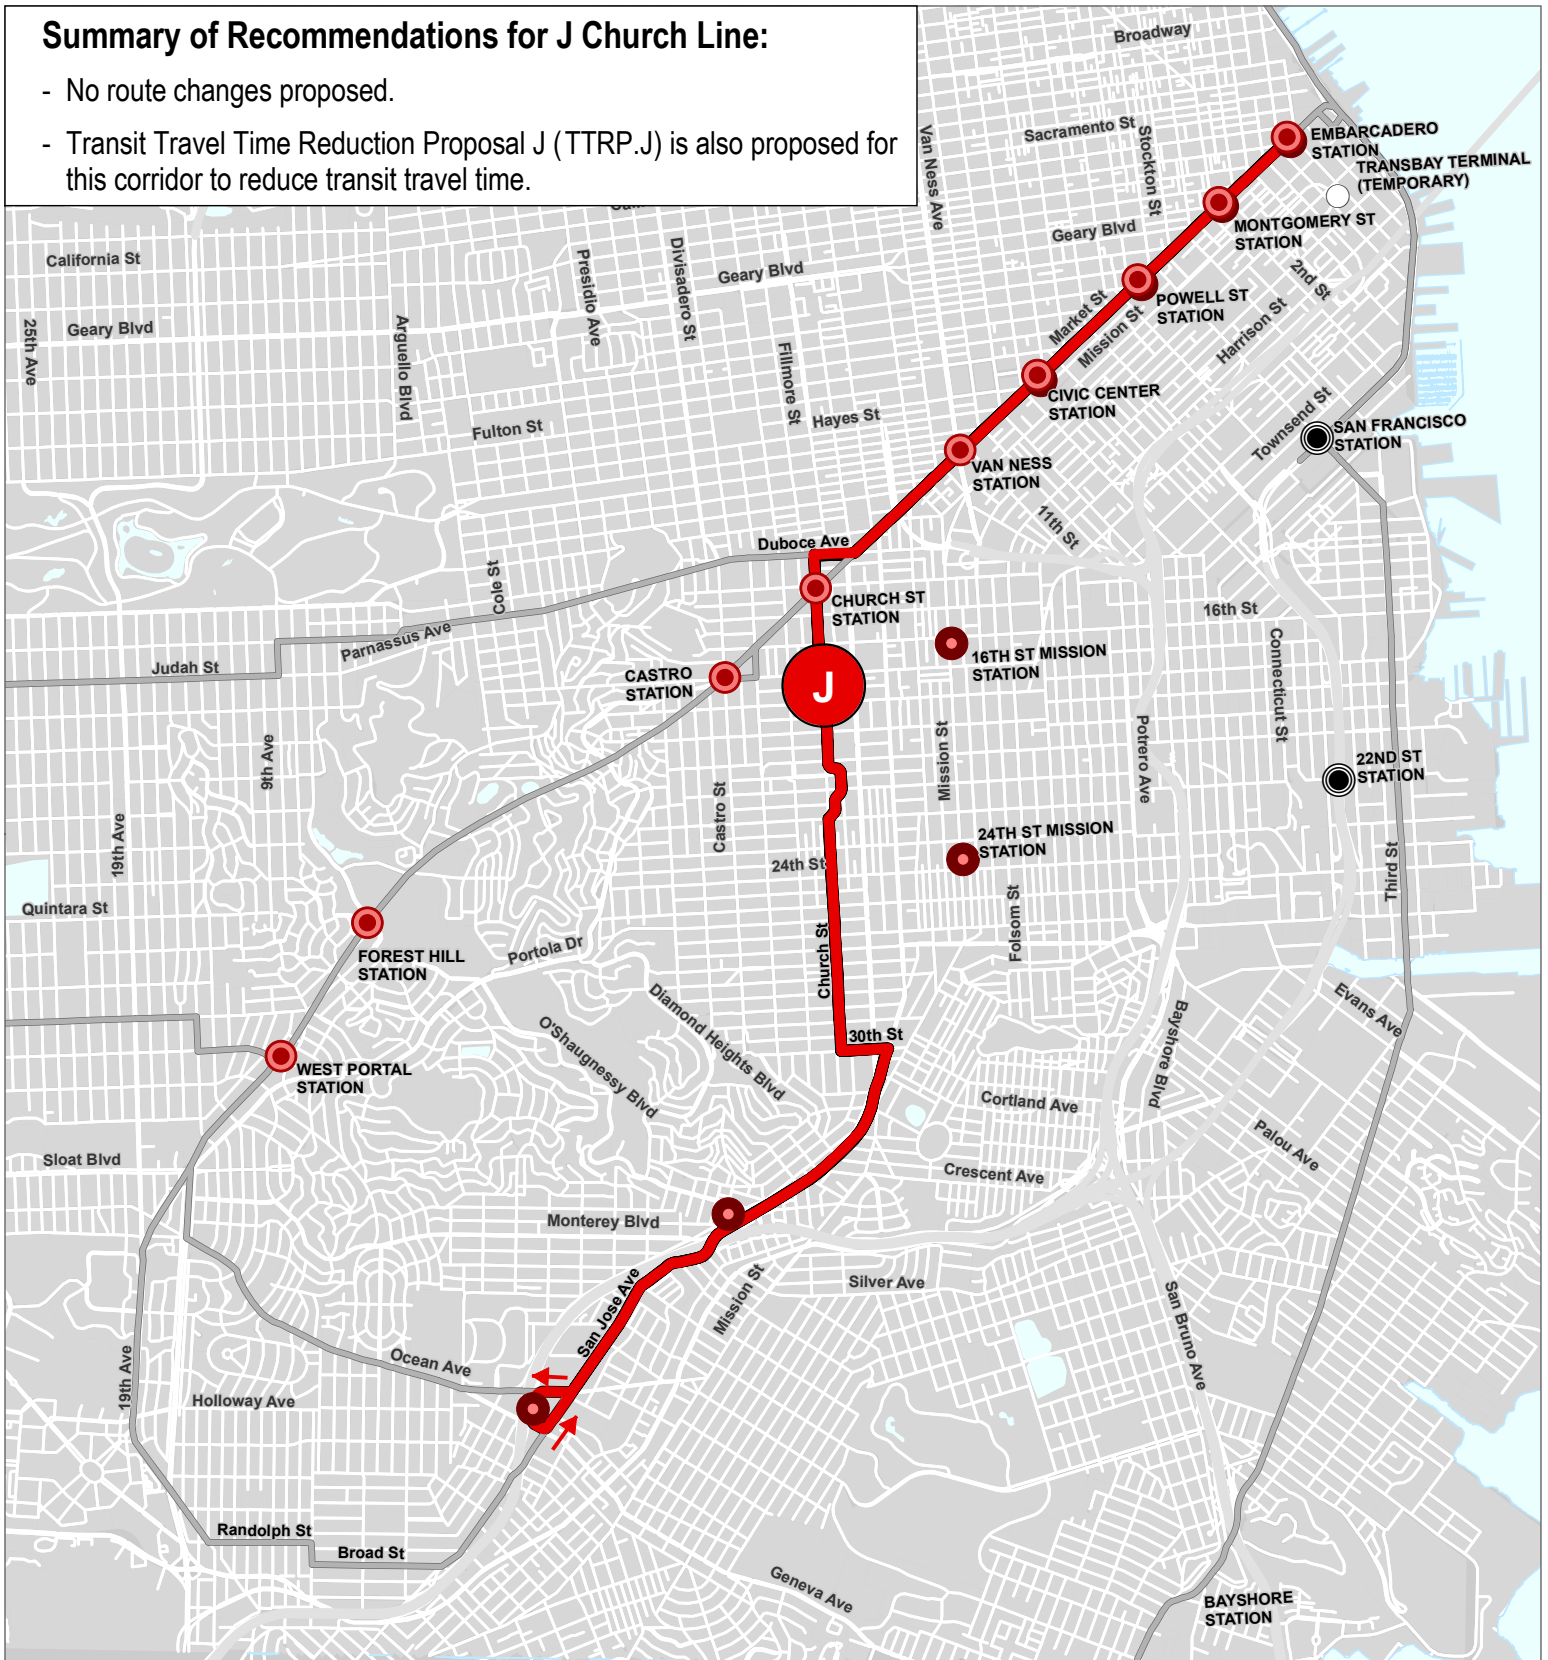 Summary of Recommendations for J Church Line:
- No route changes proposed.
- Transit Travel Time Reduction Proposal J (TTRP.J) is also proposed for
this corridor to reduce transit travel time.
Broadway
Sacramento St
Stockton St
Van Ness Ave
EMBARCADERO
STATION
TRANSBAY TERMINAL
(TEMPORARY)
MONTGOMERY ST
STATION
Geary Blvd
California St
Presidio Ave
Divisadero St
Geary Blvd
2nd St
POWELL ST
STATION
Market St
Mission St
Harrison St
25th Ave
Geary Blvd
Arguello Blvd
Fillmore St
CIVIC CENTER
STATION
Hayes St
Fulton St
Townsend St
SAN FRANCISCO
STATION
VAN NESS
STATION
11th St
Duboce Ave
Cole St
CHURCH ST
STATION
16th St
Parnassus Ave
Judah St
16TH ST MISSION
STATION
CASTRO
STATION
J
Connecticut St
9th Ave
Mission St
Potrero Ave
22ND ST
STATION
Castro St
19th Ave
24TH ST MISSION
STATION
24th St
Third St
Quintara St
Folsom St
Church St
FOREST HILL
STATION
Portola Dr
Diamond Heights Blvd
O'Shaugnessy Blvd
Evans Ave
Bayshore Blvd
30th St
WEST PORTAL
STATION
Cortland Ave
Palou Ave
Sloat Blvd
Crescent Ave
Monterey Blvd
Silver Ave
Mission St
San Jose Ave
San Bruno Ave
Ocean Ave
19th Ave
Holloway Ave
Randolph St
Broad St
Geneva Ave
BAYSHORE
STATION